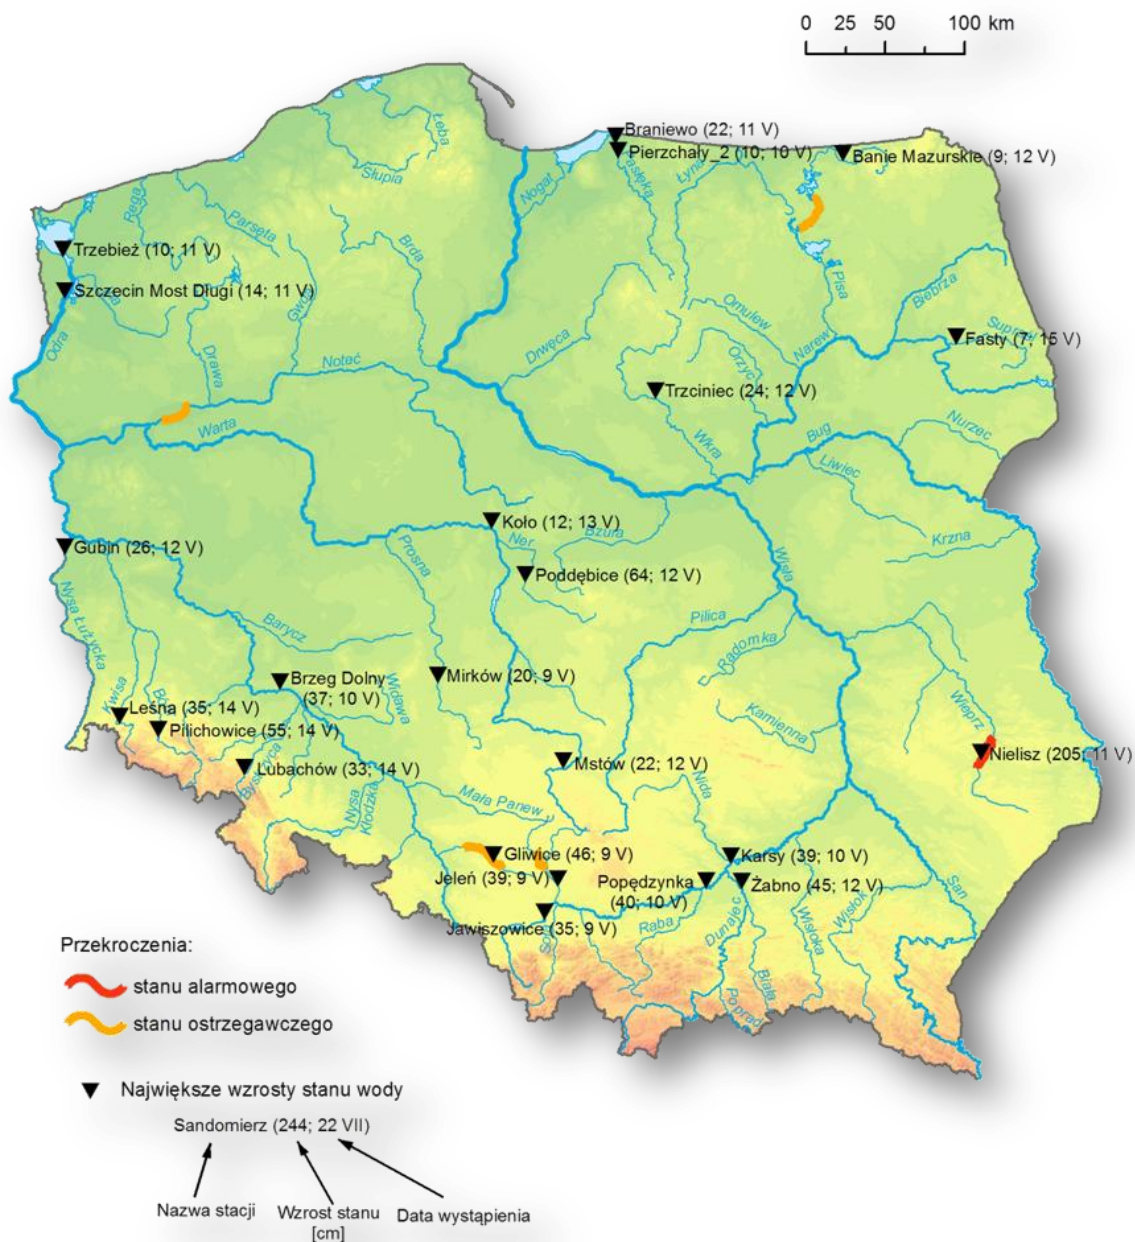 0 25 50 100 km
Braniewo (22; 11 V)
Pierzchały_2 (10; 10 V)
Banie Mazurskie (9; 12 V)
Łeba
Słupia
Nogat
Pasłęka
Łyna
Rega
Parsęta
Brda
Trzebież (10; 11 V)
Szczecin Most Długi (14; 11 V)
Pisa
Biebrza
Omulew
Gwda
Odra
Drawa
Drwęca
Orzyc
Narew
Supraśl
Fasty (7; 15 V)
Noteć
Trzciniec (24; 12 V)
Warta
Wkra
Bug
Nurzec
Liwiec
Koło (12; 13 V)
Ner
Bzura
Krzna
Gubin (26; 12 V)
Prosna
Poddębice (64; 12 V)
Wisła
Nysa Łużycka
Barycz
Pilica
Radomka
Brzeg Dolny
(37; 10 V)
Widawa
Mirków (20; 9 V)
Kwisa
Leśna (35; 14 V)
Pilichowice (55; 14 V)
Kamienna
Wieprz
Nielisz (205; 11 V)
Lubachów (33; 14 V)
Bystrzyca
Mstów (22; 12 V)
Nida
Mała Panew
Nysa
Kłodzka
Gliwice (46; 9 V)
Karsy (39; 10 V)
Jeleń (39; 9 V)
Popędzynka
(40; 10 V)
Żabno (45; 12 V)
San
Jawiszowice (35; 9 V)
Raba
Dunajec
Wisłoka
Wisłok
Biała
Poprad
Przekroczenia:
stanu alarmowego
stanu ostrzegawczego
Największe wzrosty stanu wody
Sandomierz (244; 22 VII)
Nazwa stacji
Wzrost stanu
[cm]
Data wystąpienia